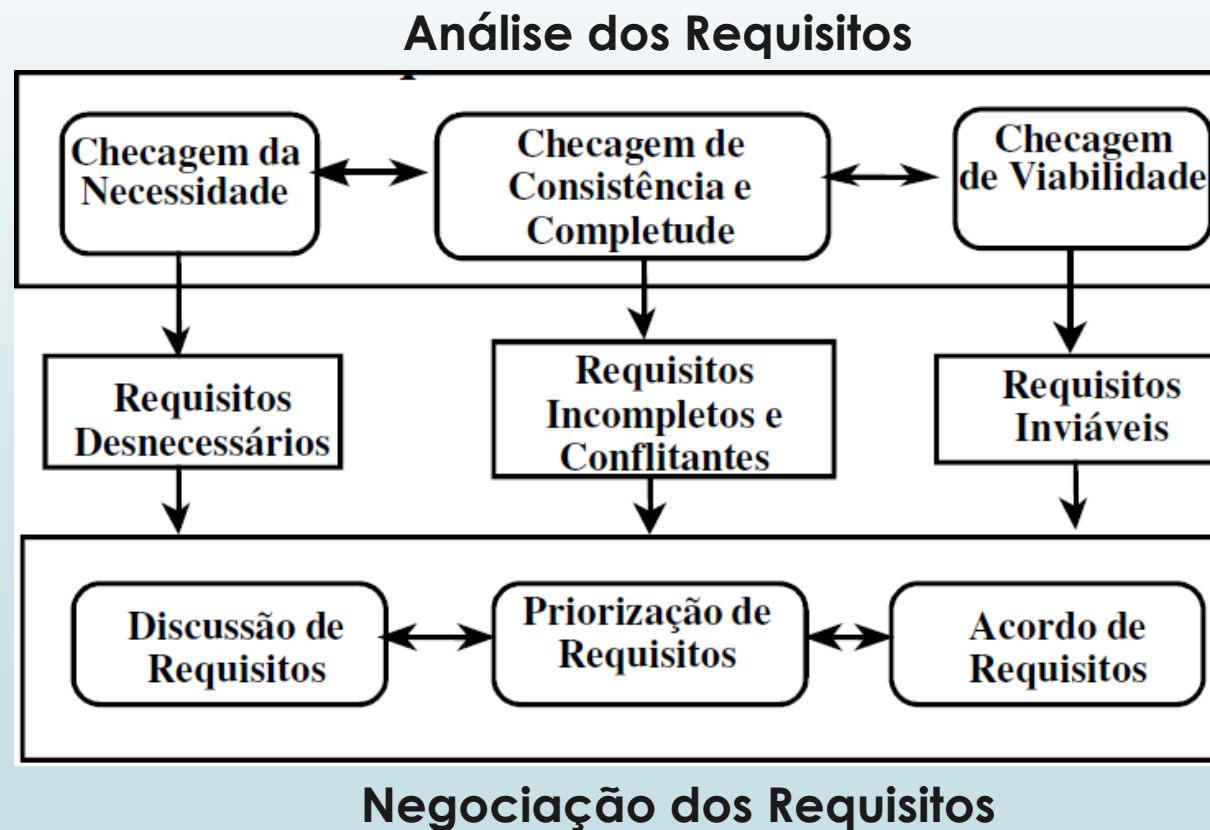 Análise dos Requisitos
Checagem da
Necessidade
Checagem de
Consistência e
Completude
Checagem
de Viabilidade
Requisitos
Desnecessários
Requisitos
Incompletos e
Conflitantes
Requisitos
Inviáveis
Discussão de
Requisitos
Priorização de
Requisitos
Acordo de
Requisitos
Negociação dos Requisitos